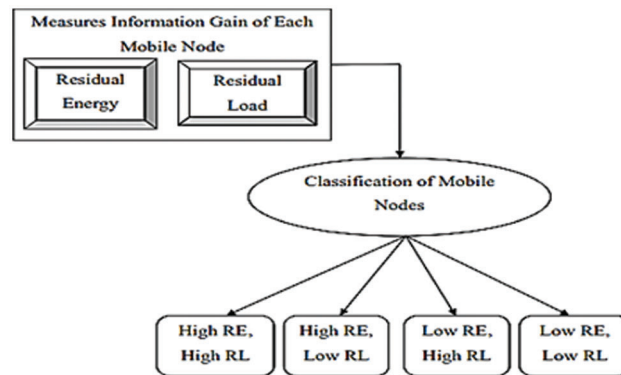 Measures Information Gain of Each
Mobile Node
Residual
Energy
Residual
Load
Classification of Mobile
Nodes
High RE,
High RL
High RE,
Low RL
Low RE,
High RL
Low RE,
Low RL